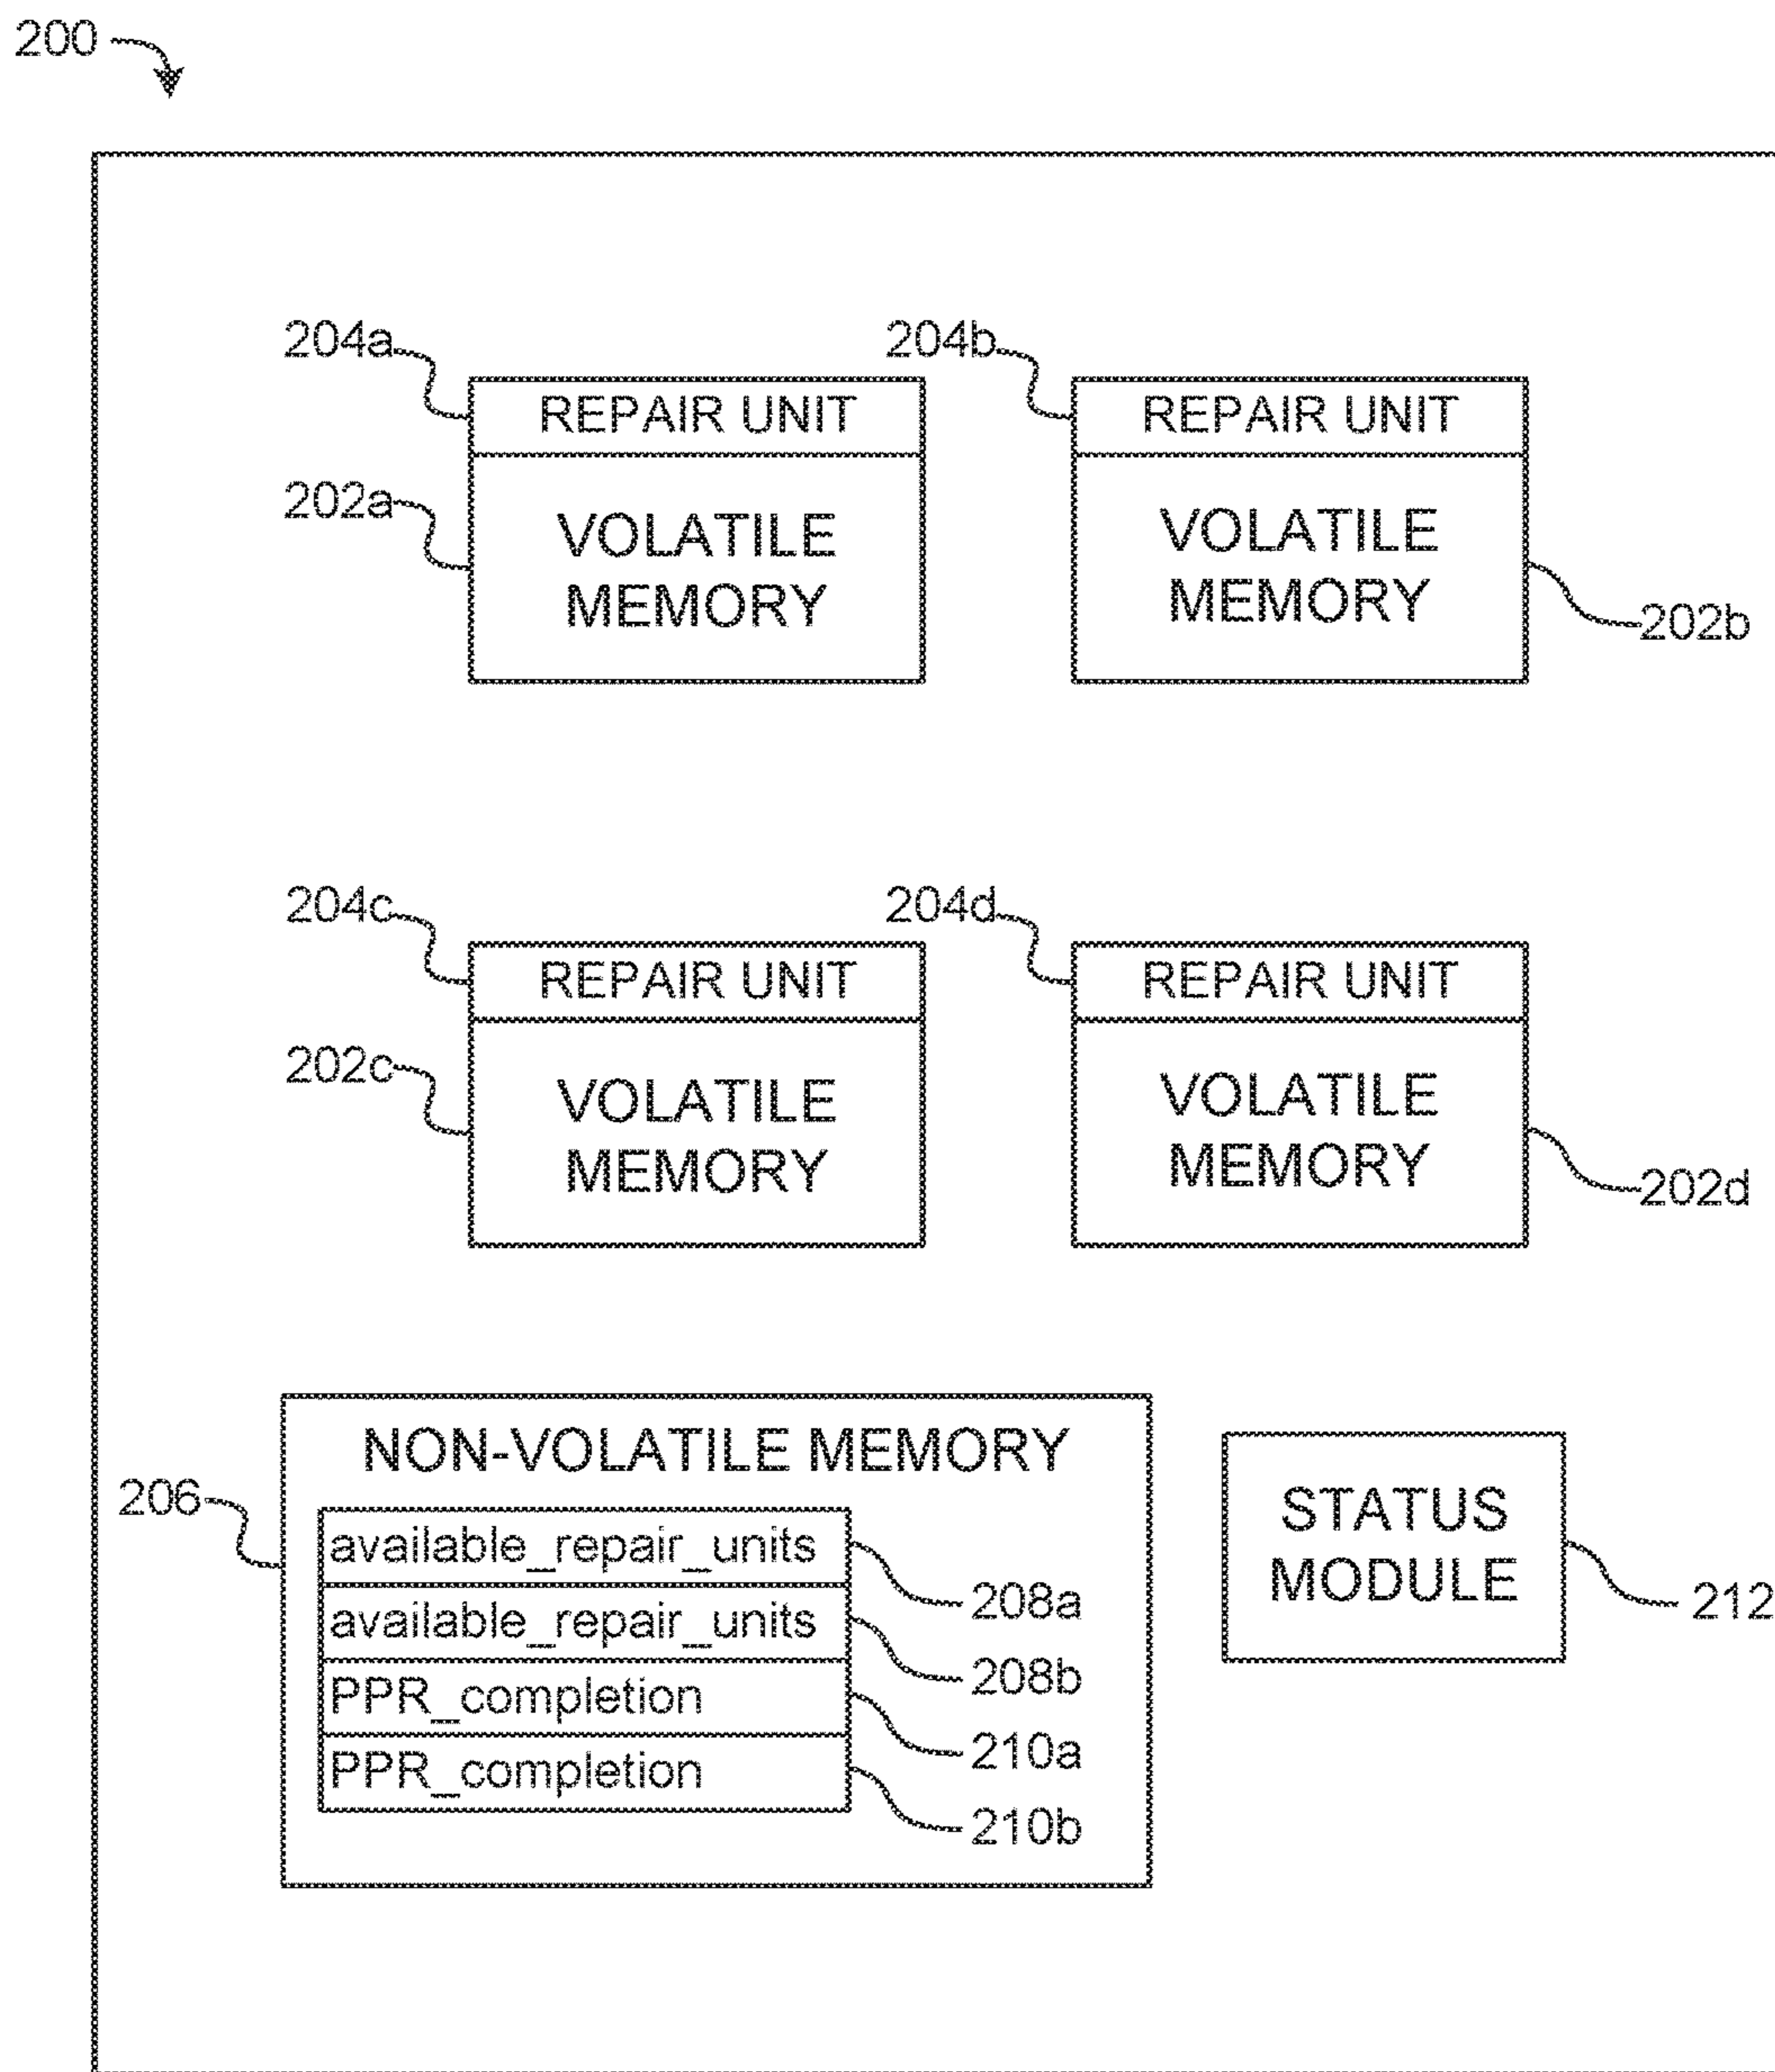 200
204a
204b
REPAIR UNIT
REPAIR UNIT
202a
VOLATILE
MEMORY
VOLATILE
MEMORY
202b
204c
204d
REPAIR UNIT
REPAIR UNIT
202c
VOLATILE
MEMORY
VOLATILE
MEMORY
202d
NON-VOLATILE MEMORY
206
available_repair_units
208a
available_repair_units
208b
PPR_completion
210a
PPR_completion
210b
STATUS
MODULE
212